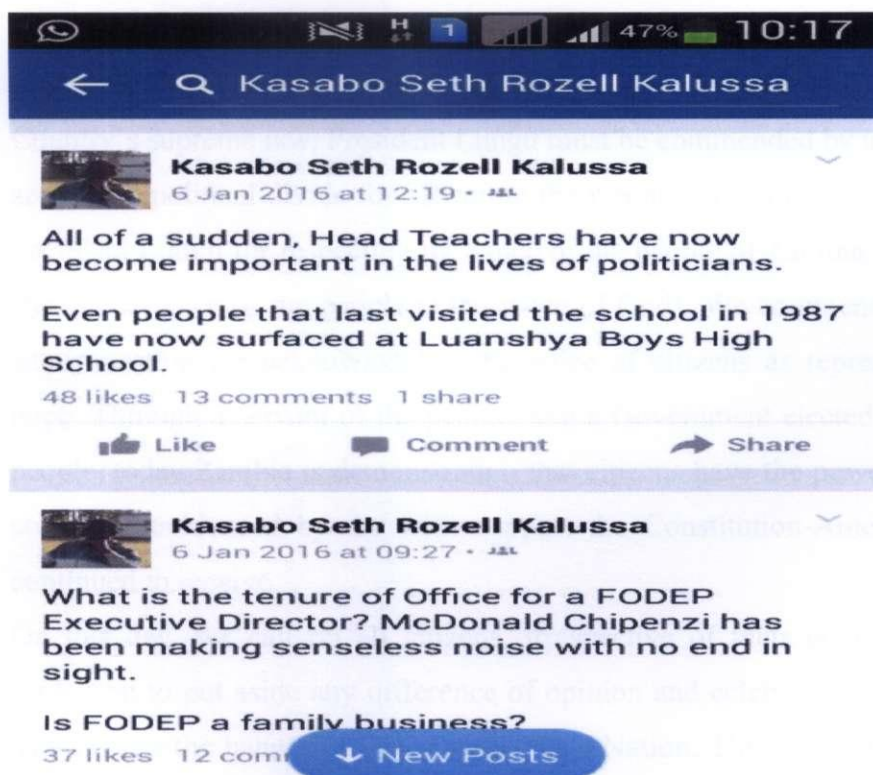 H 1 47% 10:17
Kasabo Seth Rozell Kalussa
Kasabo Seth Rozell Kalussa
6 Jan 2016 at 12:19 •
All of a sudden, Head Teachers have now
become important in the lives of politicians.
Even people that last visited the school in 1987
have now surfaced at Luanshya Boys High
School.
48 likes 13 comments 1 share
Like Comment Share
Kasabo Seth Rozell Kalussa
6 Jan 2016 at 09:27 •
What is the tenure of Office for a FODEP
Executive Director? McDonald Chipenzi has
been making senseless noise with no end in
sight.
Is FODEP a family business?
37 likes 12 com
New Posts